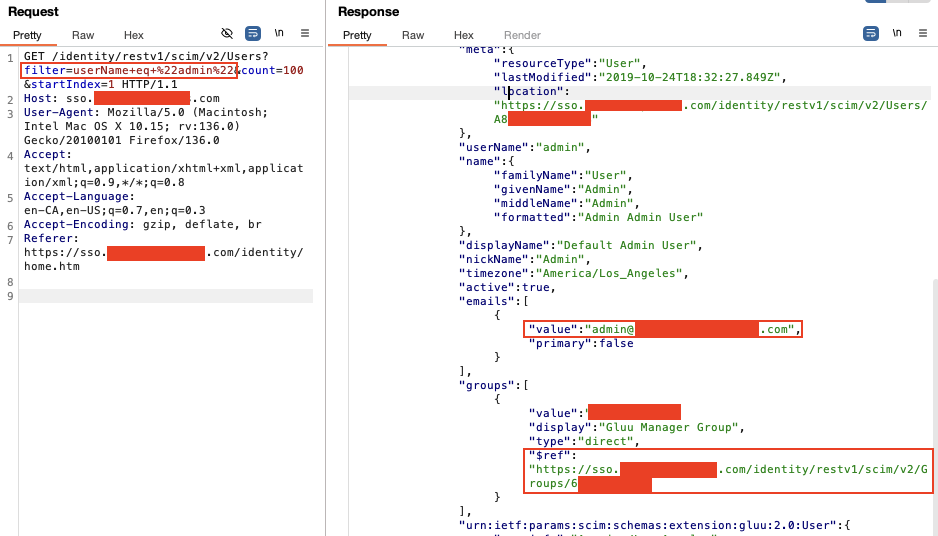 Request
Pretty
Raw
Hex
\n
1
GET /identity/restv1/scim/v2/Users?
filter=userName+eq+%22admin%22&count=100
&startIndex=1 HTTP/1.1
2
Host: sso. .com
3
User-Agent: Mozilla/5.0 (Macintosh;
Intel Mac OS X 10.15; rv:136.0)
Gecko/20100101 Firefox/136.0
4
Accept:
text/html,application/xhtml+xml,applicat
ion/xml;q=0.9,*/*;q=0.8
5
Accept-Language:
en-CA,en-US;q=0.7,en;q=0.3
6
Accept-Encoding: gzip, deflate, br
7
Referer:
https://sso. .com/identity/
home.htm
8
9
Response
Pretty
Raw
Hex
Render
\n
"meta":{
"resourceType":"User",
"lastModified":"2019-10-24T18:32:27.849Z",
"location":
"https://sso. .com/identity/restv1/scim/v2/Users/
A8 "
},
"userName":"admin",
"name":{
"familyName":"User",
"givenName":"Admin",
"middleName":"Admin",
"formatted":"Admin Admin User"
},
"displayName":"Default Admin User",
"nickName":"Admin",
"timezone":"America/Los_Angeles",
"active":true,
"emails":[
{
"value":"admin@ .com",
"primary":false
}
],
"groups":[
{
"value":
"display":"Gluu Manager Group",
"type":"direct",
"$ref":
"https://sso. .com/identity/restv1/scim/v2/G
roups/6
}
],
"urn:ietf:params:scim:schemas:extension:gluu:2.0:User":{